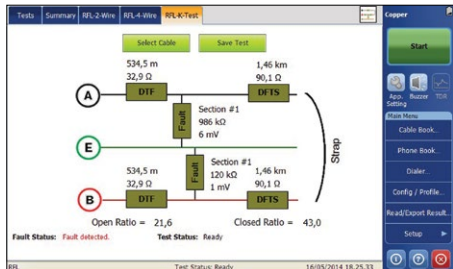 Tests Summary RFL-2-Wire RFL-4-Wire RFL-K-Test
Copper
Select Cable Save Test
Start
534,5 m 1,46 km
32,9 Ω 90,1 Ω
A DTF DFTS
App. Setting Buzzer TDR
Fault
Section #1
986 kΩ
6 mV
Main Menu
Cable Book...
E
Strap
Phone Book...
Fault
Section #1
120 kΩ
1 mV
Dialer...
534,5 m 1,46 km
32,9 Ω 90,1 Ω
Config / Profile...
B DTF DFTS
Read/Export Result...
Open Ratio = 21,6 Closed Ratio = 43,0
Setup
Fault Status: Fault detected. Test Status: Ready
RFL Test Status: Ready 16/05/2014 18.25.33